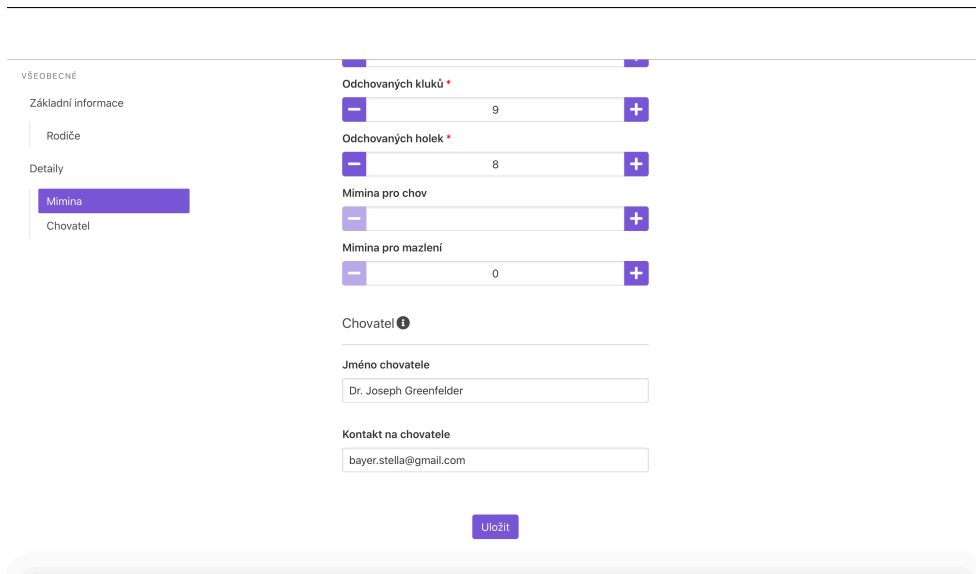 VŠEOBECNÉ
Základní informace
Rodiče
Detaily
Mimina
Chovatel
Odchovaných kluků *
9
Odchovaných holek *
8
Mimina pro chov
Mimina pro mazlení
0
Chovatel
Jméno chovatele
Dr. Joseph Greenfelder
Kontakt na chovatele
bayer.stella@gmail.com
Uložit